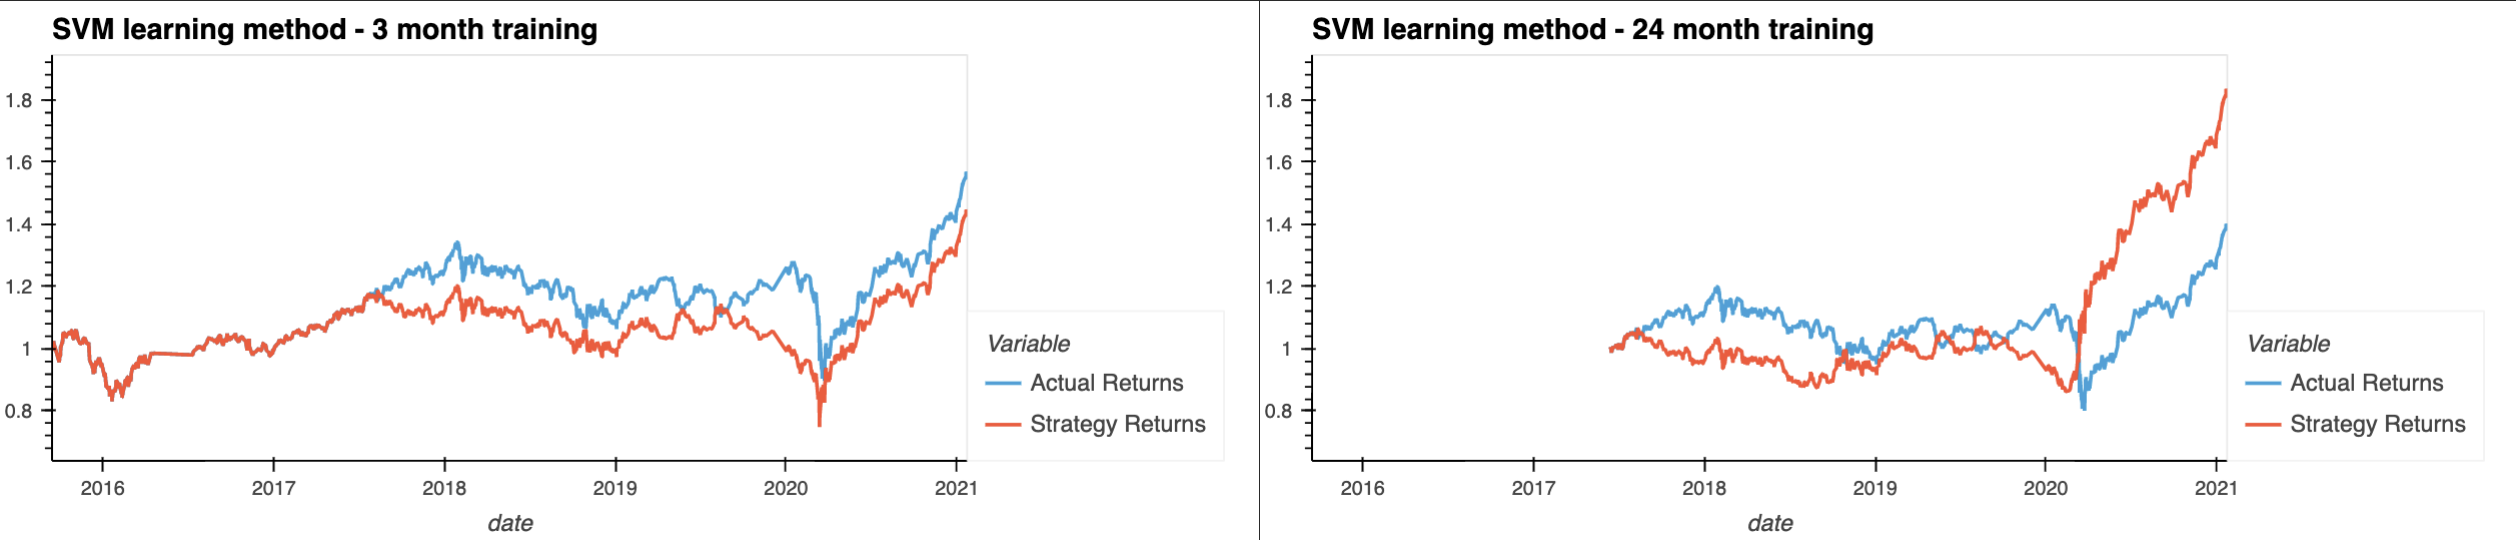 SVM learning method - 3 month training
1.8
1.6
1.4
1.2
1
0.8
2016 2017 2018 2019 2020 2021
date
Variable
Actual Returns
Strategy Returns
SVM learning method - 24 month training
1.8
1.6
1.4
1.2
1
0.8
2016 2017 2018 2019 2020 2021
date
Variable
Actual Returns
Strategy Returns